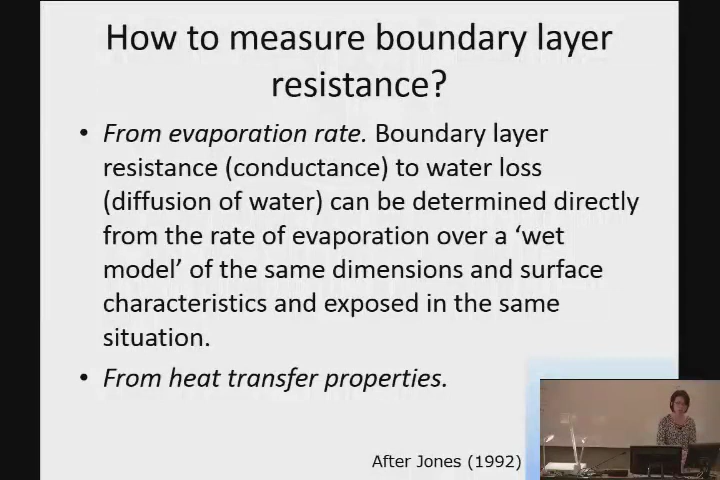 How to measure boundary layer
resistance?
• From evaporation rate. Boundary layer
resistance (conductance) to water loss
(diffusion of water) can be determined directly
from the rate of evaporation over a ‘wet
model’ of the same dimensions and surface
characteristics and exposed in the same
situation.
• From heat transfer properties.
After Jones (1992)